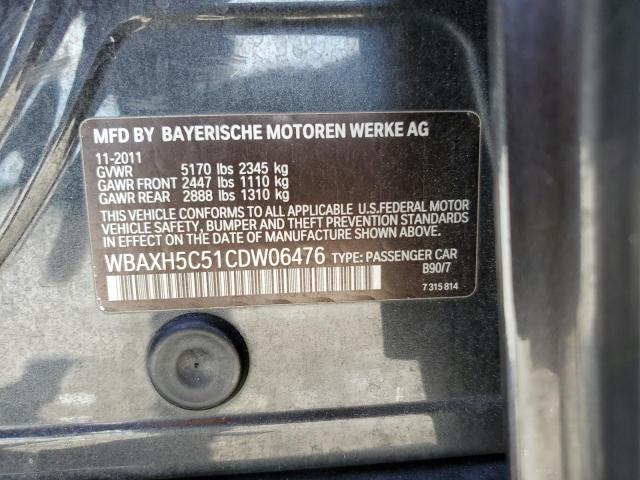 MFD BY BAYERISCHE MOTOREN WERKE AG
11-2011
GVWR 5170 lbs 2345 kg
GAWR FRONT 2447 lbs 1110 kg
GAWR REAR 2888 lbs 1310 kg
THIS VEHICLE CONFORMS TO ALL APPLICABLE U.S.FEDERAL MOTOR
VEHICLE SAFETY, BUMPER AND THEFT PREVENTION STANDARDS
IN EFFECT ON THE DATE OF MANUFACTURE SHOWN ABOVE.
WBAXH5C51CDW06476 TYPE: PASSENGER CAR
B90/7
7 315 814